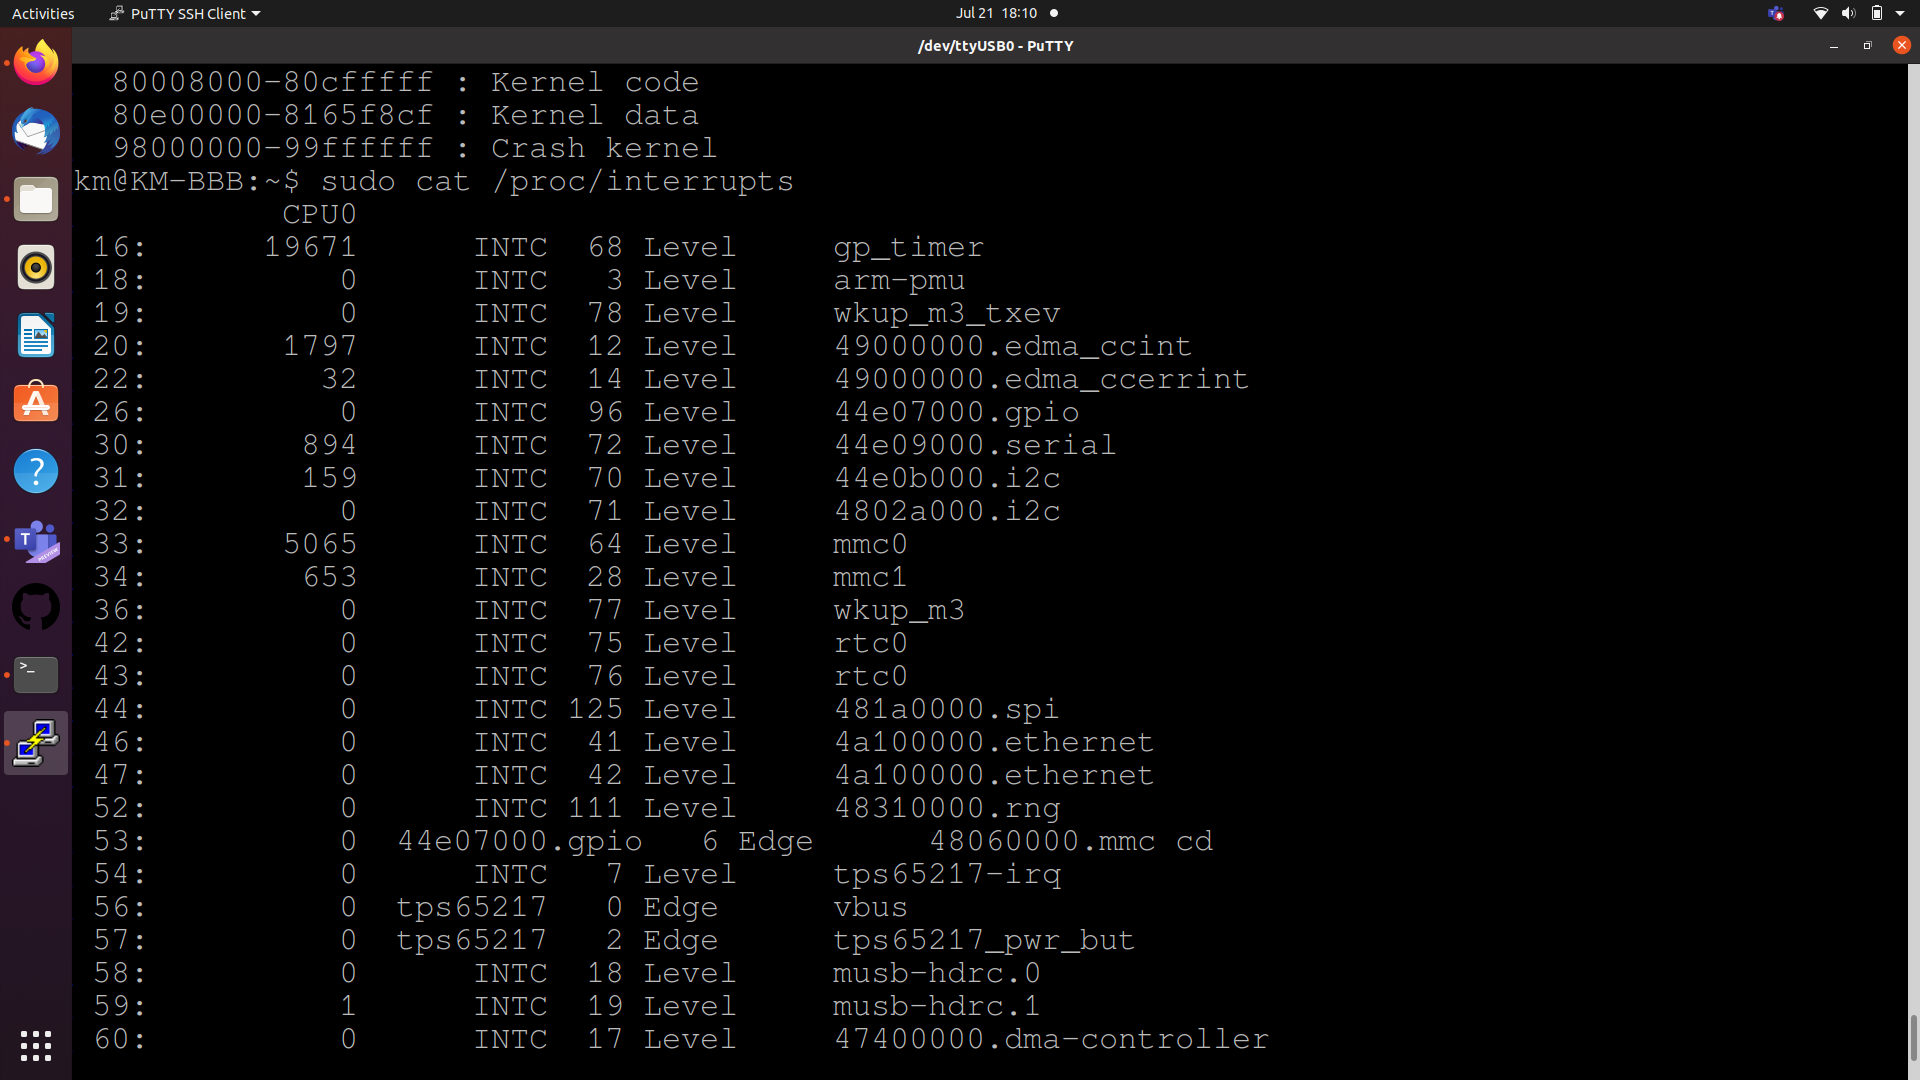 Activities PuTTY SSH Client Jul 21 18:10
/dev/ttyUSB0 - PuTTY
80008000-80cfffff : Kernel code
80e00000-8165f8cf : Kernel data
98000000-99ffffff : Crash kernel
km@KM-BBB:~$ sudo cat /proc/interrupts
CPU0
16: 19671 INTC 68 Level gp_timer
18: 0 INTC 3 Level arm-pmu
19: 0 INTC 78 Level wkup_m3_txev
20: 1797 INTC 12 Level 49000000.edma_ccint
22: 32 INTC 14 Level 49000000.edma_ccerrint
26: 0 INTC 96 Level 44e07000.gpio
30: 894 INTC 72 Level 44e09000.serial
31: 159 INTC 70 Level 44e0b000.i2c
32: 0 INTC 71 Level 4802a000.i2c
33: 5065 INTC 64 Level mmc0
34: 653 INTC 28 Level mmc1
36: 0 INTC 77 Level wkup_m3
42: 0 INTC 75 Level rtc0
43: 0 INTC 76 Level rtc0
44: 0 INTC 125 Level 481a0000.spi
46: 0 INTC 41 Level 4a100000.ethernet
47: 0 INTC 42 Level 4a100000.ethernet
52: 0 INTC 111 Level 48310000.rng
53: 0 44e07000.gpio 6 Edge 48060000.mmc cd
54: 0 INTC 7 Level tps65217-irq
56: 0 tps65217 0 Edge vbus
57: 0 tps65217 2 Edge tps65217_pwr_but
58: 0 INTC 18 Level musb-hdrc.0
59: 1 INTC 19 Level musb-hdrc.1
60: 0 INTC 17 Level 47400000.dma-controller